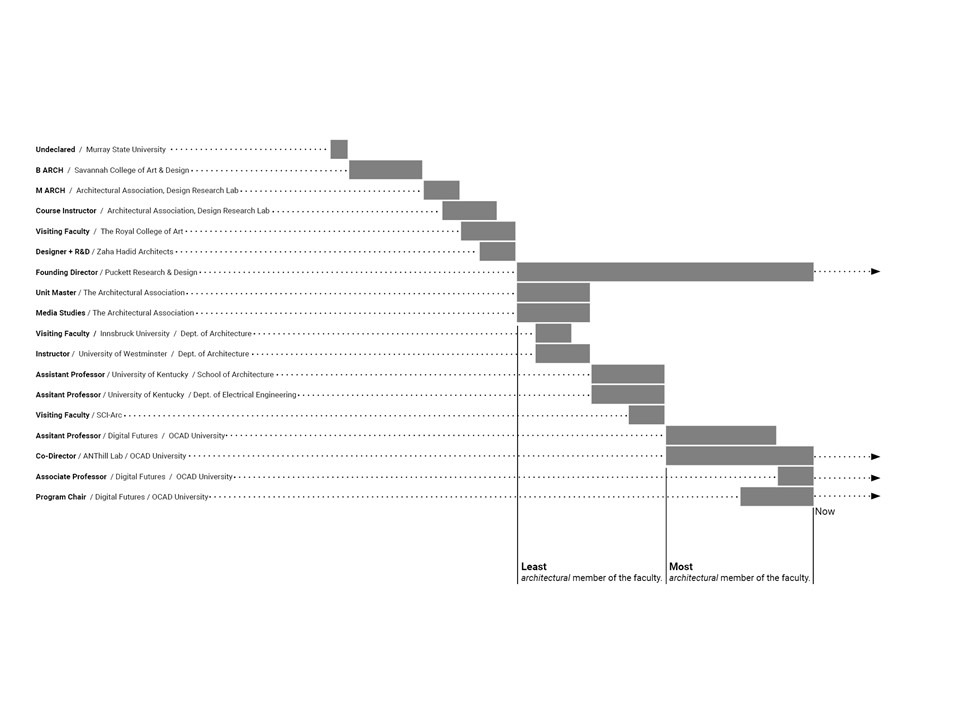 Undeclared / Murray State University
B ARCH / Savannah College of Art & Design
M ARCH / Architectural Association, Design Research Lab
Course Instructor / Architectural Association, Design Research Lab
Visiting Faculty / The Royal College of Art
Designer + R&D / Zaha Hadid Architects
Founding Director / Puckett Research & Design
Unit Master / The Architectural Association
Media Studies / The Architectural Association
Visiting Faculty / Innsbruck University / Dept. of Architecture
Instructor / University of Westminster / Dept. of Architecture
Assistant Professor / University of Kentucky / School of Architecture
Assitant Professor / University of Kentucky / Dept. of Electrical Engineering
Visiting Faculty / SCI-Arc
Assitant Professor / Digital Futures / OCAD University
Co-Director / ANThill Lab / OCAD University
Associate Professor / Digital Futures / OCAD University
Program Chair / Digital Futures / OCAD University
Now
Least
architectural member of the faculty.
Most
architectural member of the faculty.